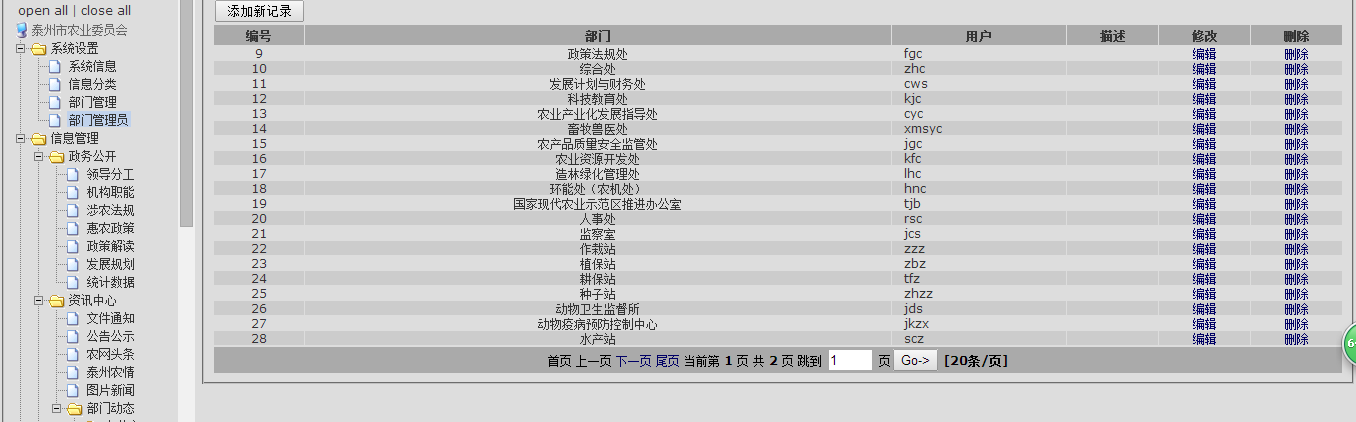 open all | close all
泰州市农业委员会
系统设置
系统信息
信息分类
部门管理
部门管理员
信息管理
政务公开
领导分工
机构职能
涉农法规
惠农政策
政策解读
发展规划
统计数据
资讯中心
文件通知
公告公示
农网头条
泰州农情
图片新闻
部门动态
添加新记录
编号 部门 用户 描述 修改 删除
9 政策法规处 fgc 编辑 删除
10 综合处 zhc 编辑 删除
11 发展计划与财务处 cws 编辑 删除
12 科技教育处 kjc 编辑 删除
13 农业产业化发展指导处 cyc 编辑 删除
14 畜牧兽医处 xmsyc 编辑 删除
15 农产品质量安全监管处 jgc 编辑 删除
16 农业资源开发处 kfc 编辑 删除
17 造林绿化管理处 lhc 编辑 删除
18 环能处（农机处） hnc 编辑 删除
19 国家现代农业示范区推进办公室 tjb 编辑 删除
20 人事处 rsc 编辑 删除
21 监察室 jcs 编辑 删除
22 作栽站 zzz 编辑 删除
23 植保站 zbz 编辑 删除
24 耕保站 tfz 编辑 删除
25 种子站 zhzz 编辑 删除
26 动物卫生监督所 jds 编辑 删除
27 动物疫病预防控制中心 jkzx 编辑 删除
28 水产站 scz 编辑 删除
首页 上一页 下一页 尾页 当前第 1 页 共 2 页 跳到 1 页 Go-> [20条/页]